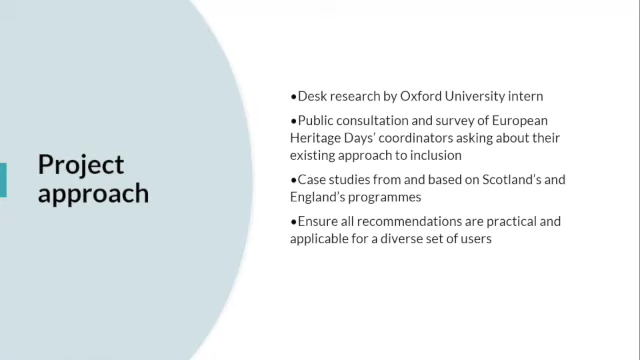 Project
approach
•Desk research by Oxford University intern
•Public consultation and survey of European
Heritage Days' coordinators asking about their
existing approach to inclusion
•Case studies from and based on Scotland's and
England's programmes
•Ensure all recommendations are practical and
applicable for a diverse set of users